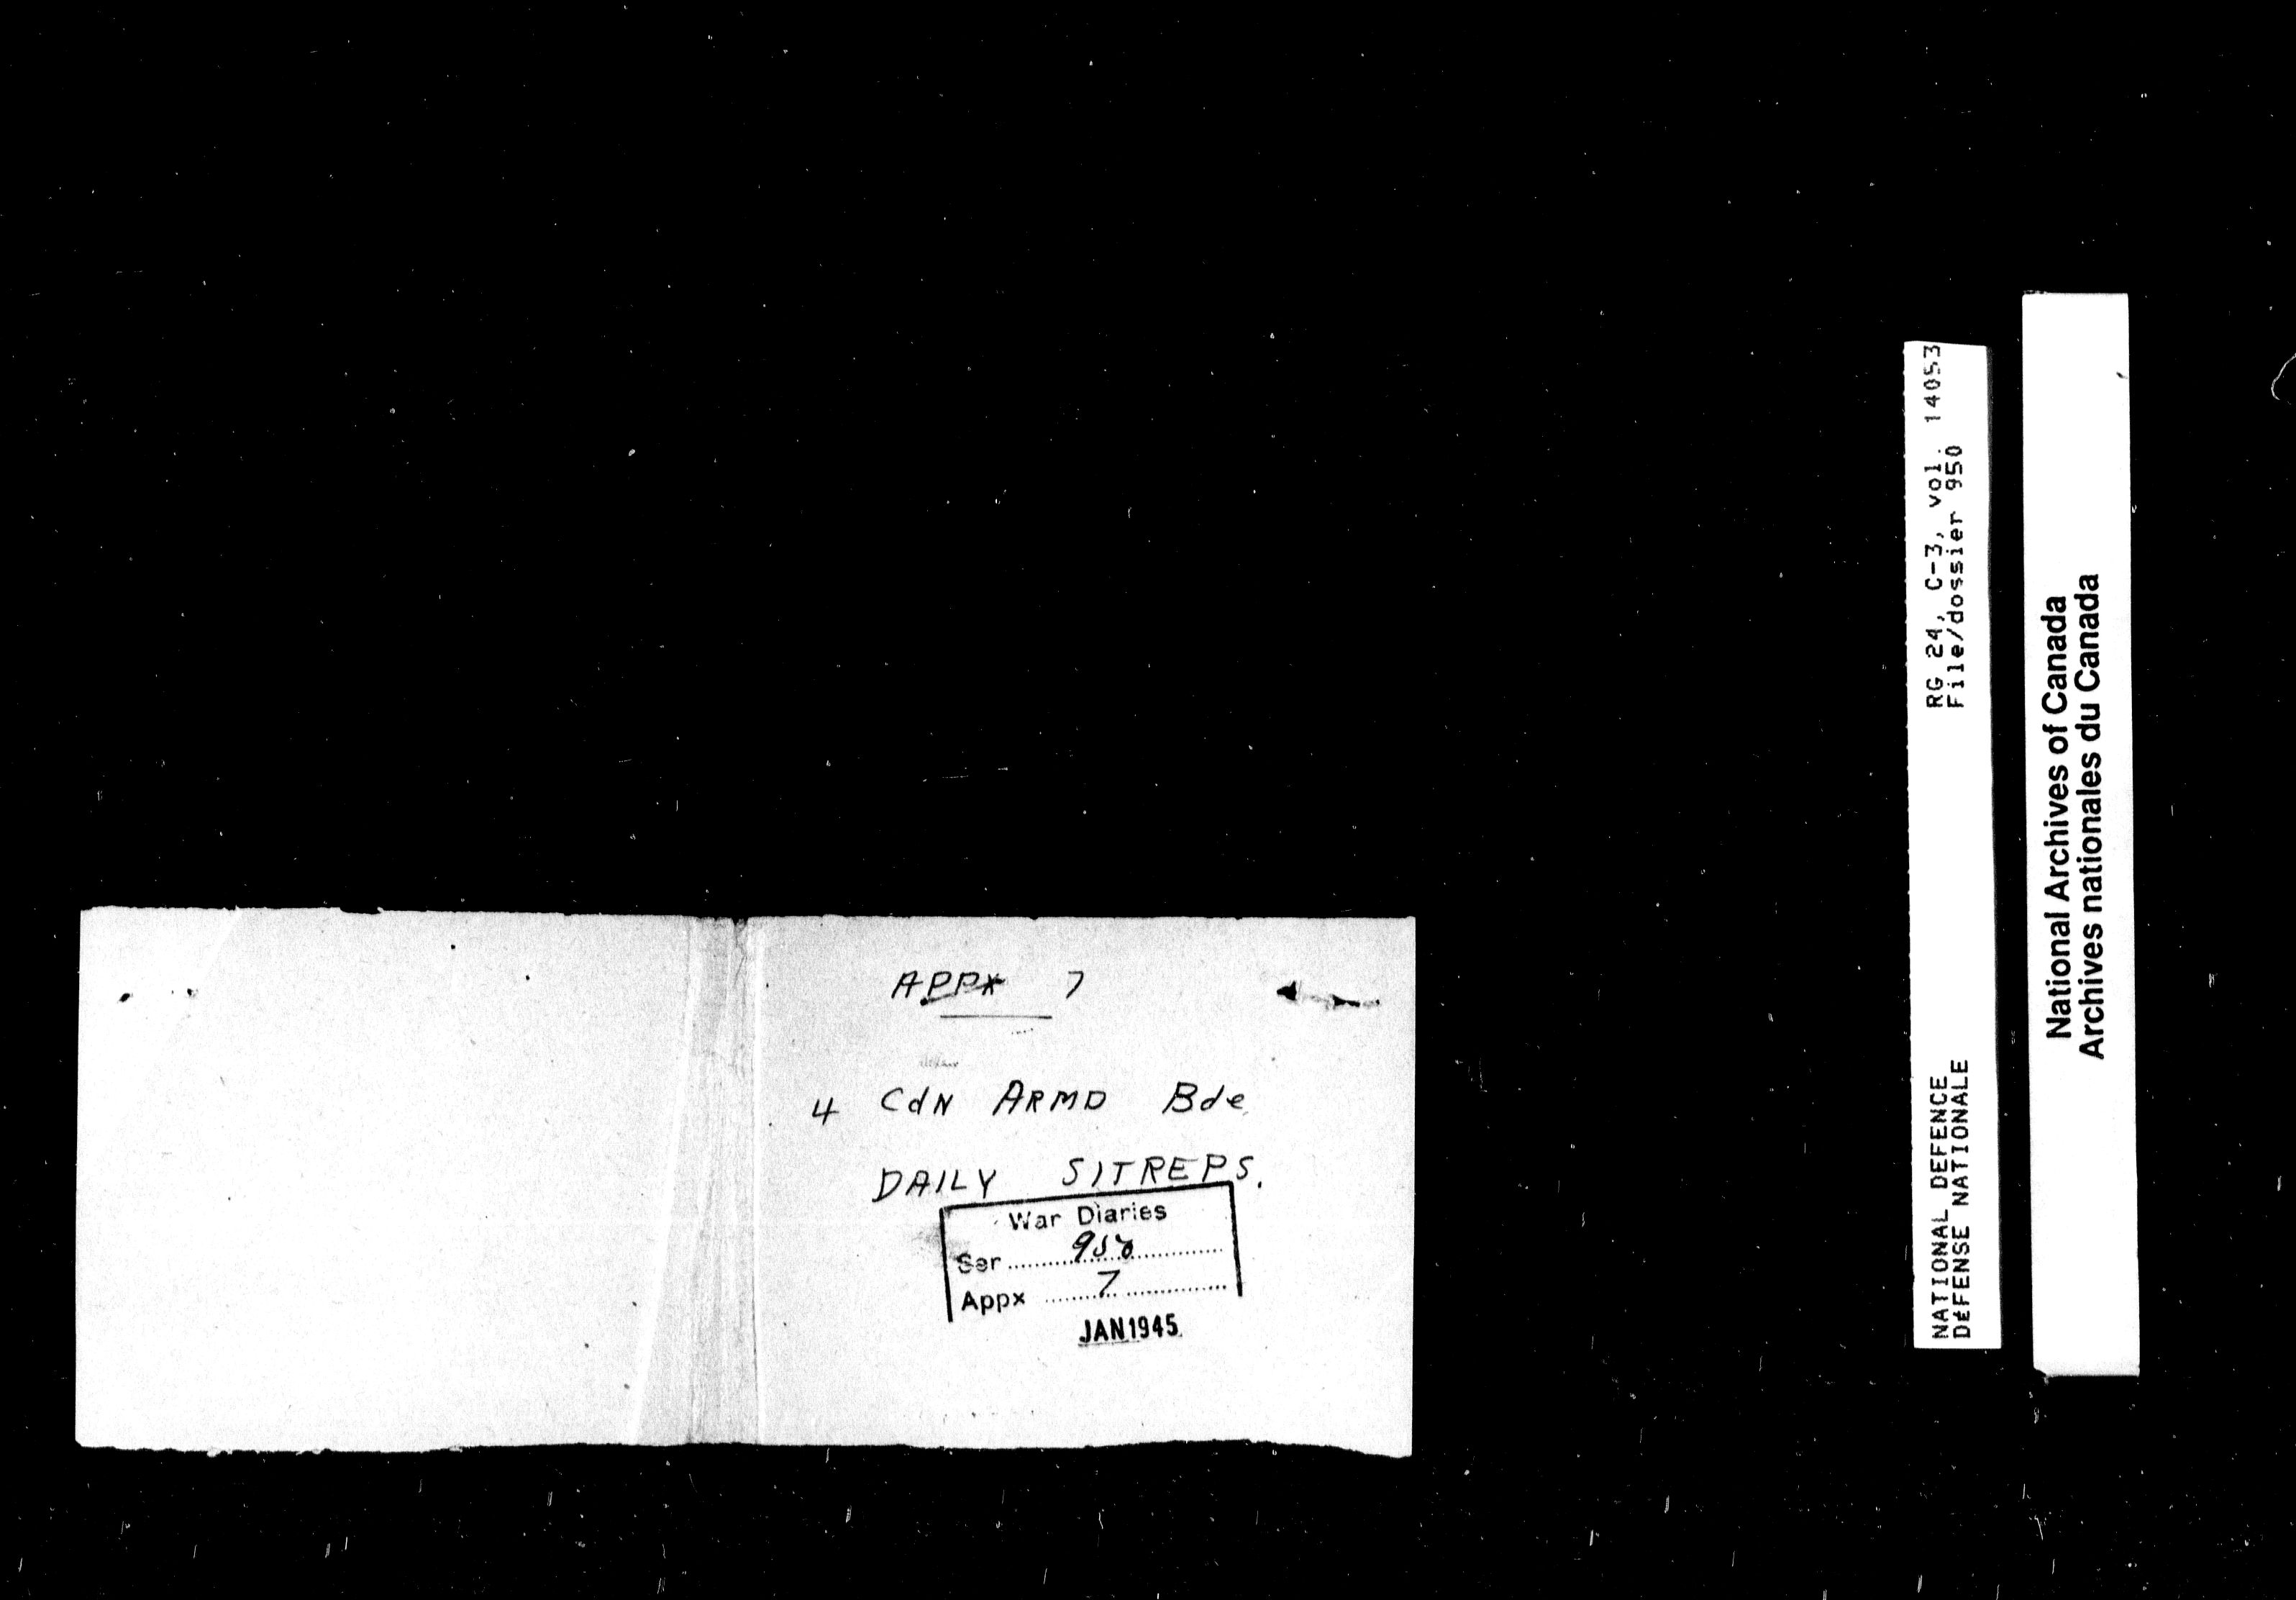 APPX 7
4 CdN ARMD Bde
DAILY SITREPS.
War Diaries
Ser 950
Appx 7
JAN 1945
RG 24, C-3, vol. 14053
File/dossier 950
NATIONAL DEFENCE
DéFENSE NATIONALE
National Archives of Canada
Archives nationales du Canada